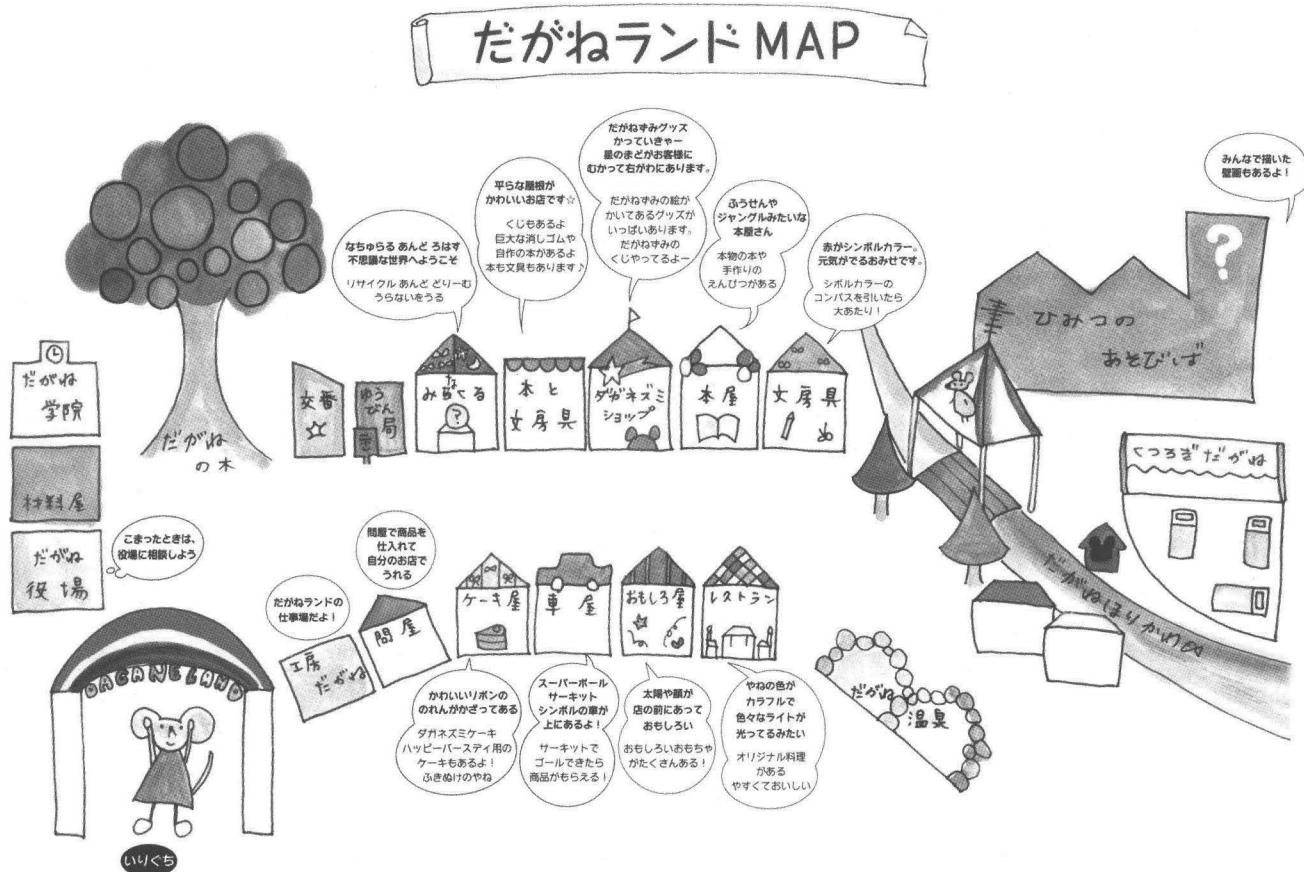 だがねランド MAP
みんなで描いた
壁画もあるよ！
だがねずみグッズ
かっていきゃー
星のまどがお客様に
むかって右がわにあります。
だがねずみの絵が
かいてあるグッズが
いっぱいあります。
だがねずみの
くじやってるよー
平らな屋根が
かわいいお店です☆
くじもあるよ
巨大な消しゴムや
自作の本があるよ
本も文具もあります♪
ふうせんや
ジャングルみたいな
本屋さん
本物の本や
手作りの
えんぴつがある
なちゅらる あんど ろはす
不思議な世界へようこそ
リサイクル あんど どりーむ
うらないをうる
赤がシンボルカラー。
元気がでるおみせです。
シボルカラーの
コンパスを引いたら
大あたり！
?
ひみつの
あそびば
だがね
学院
材料屋
だがね
役場
こまったときは、
役場に相談しよう
だがね
の木
交番
ゆう
びん
局
〒
?
本と
文房具
ダガネズミ
ショップ
本屋
文房具
くつろぎだがね
だがねほりかわ
DAGANELAND
いりぐち
だがねランドの
仕事場だよ！
工房
だがね
問屋で商品を
仕入れて
自分のお店で
うれる
問屋
ケーキ屋
車屋
おもしろ屋
レストラン
かわいいリボンの
のれんがかざってある
ダガネズミケーキ
ハッピーバースディ用の
ケーキもあるよ！
ふきぬけのやね
スーパーボール
サーキット
シンボルの車が
上にあるよ！
サーキットで
ゴールできたら
商品がもらえる！
太陽や顔が
店の前にあって
おもしろい
おもしろいおもちゃ
がたくさんある！
やねの色が
カラフルで
色々なライトが
光ってるみたい
オリジナル料理
がある
やすくておいしい
だがね
温泉